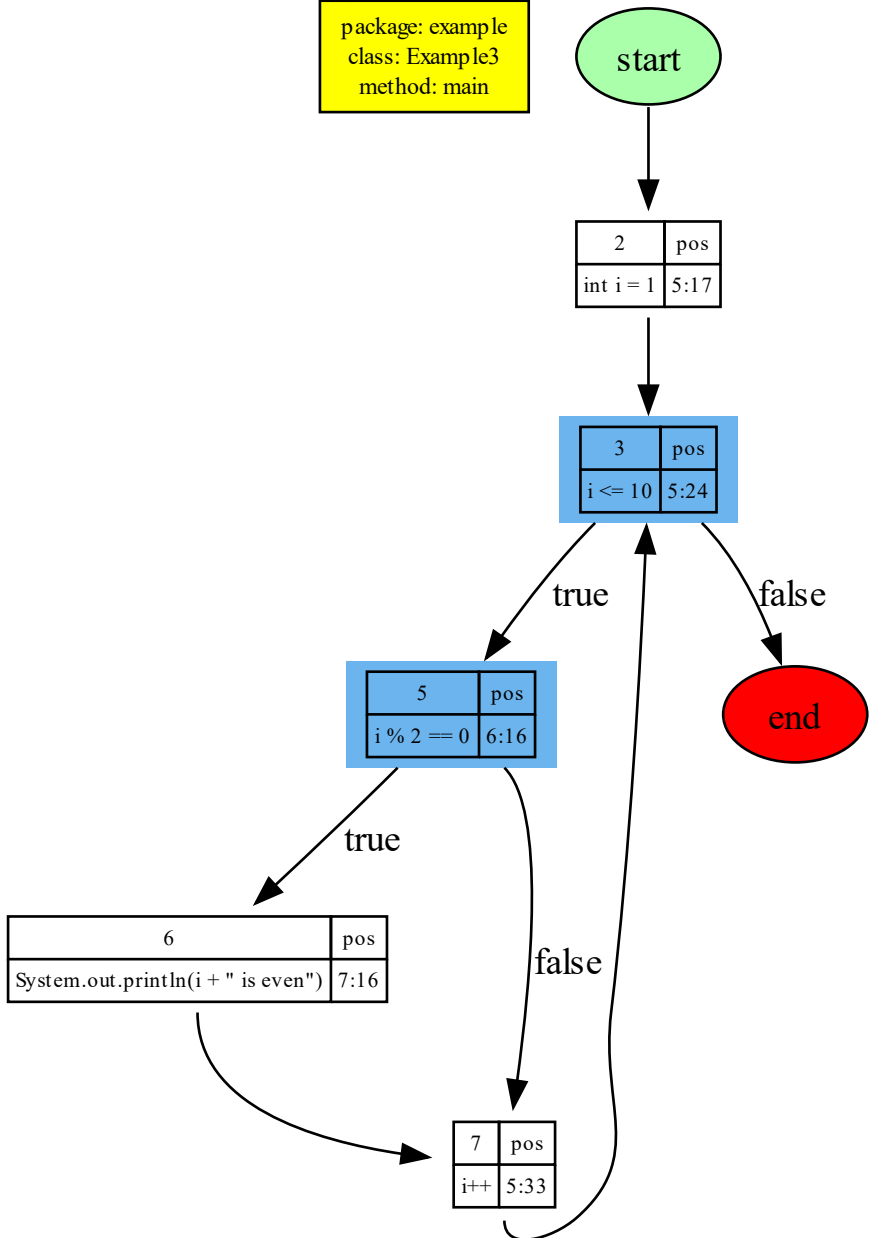 package: example
class: Example3
method: main
start
2 pos
int i = 1 5:17
3 pos
i <= 10 5:24
true
false
5 pos
i % 2 == 0 6:16
end
true
6 pos
System.out.println(i + " is even") 7:16
false
7 pos
i++ 5:33